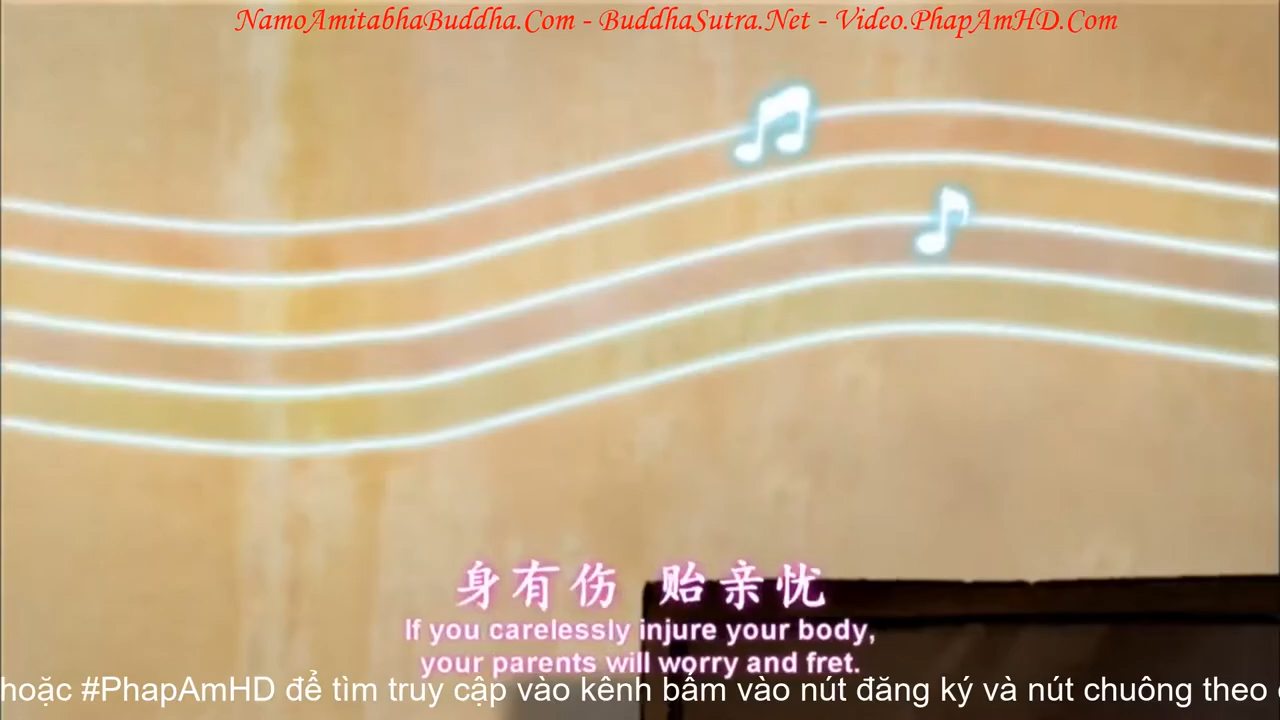 NamoAmitabhaBuddha.Com - BuddhaSutra.Net - Video.PhapAmHD.Com
身有伤 贻亲忧
If you carelessly injure your body,
your parents will worry and fret.
hoặc #PhapAmHD để tìm truy cập vào kênh bấm vào nút đăng ký và nút chuông theo